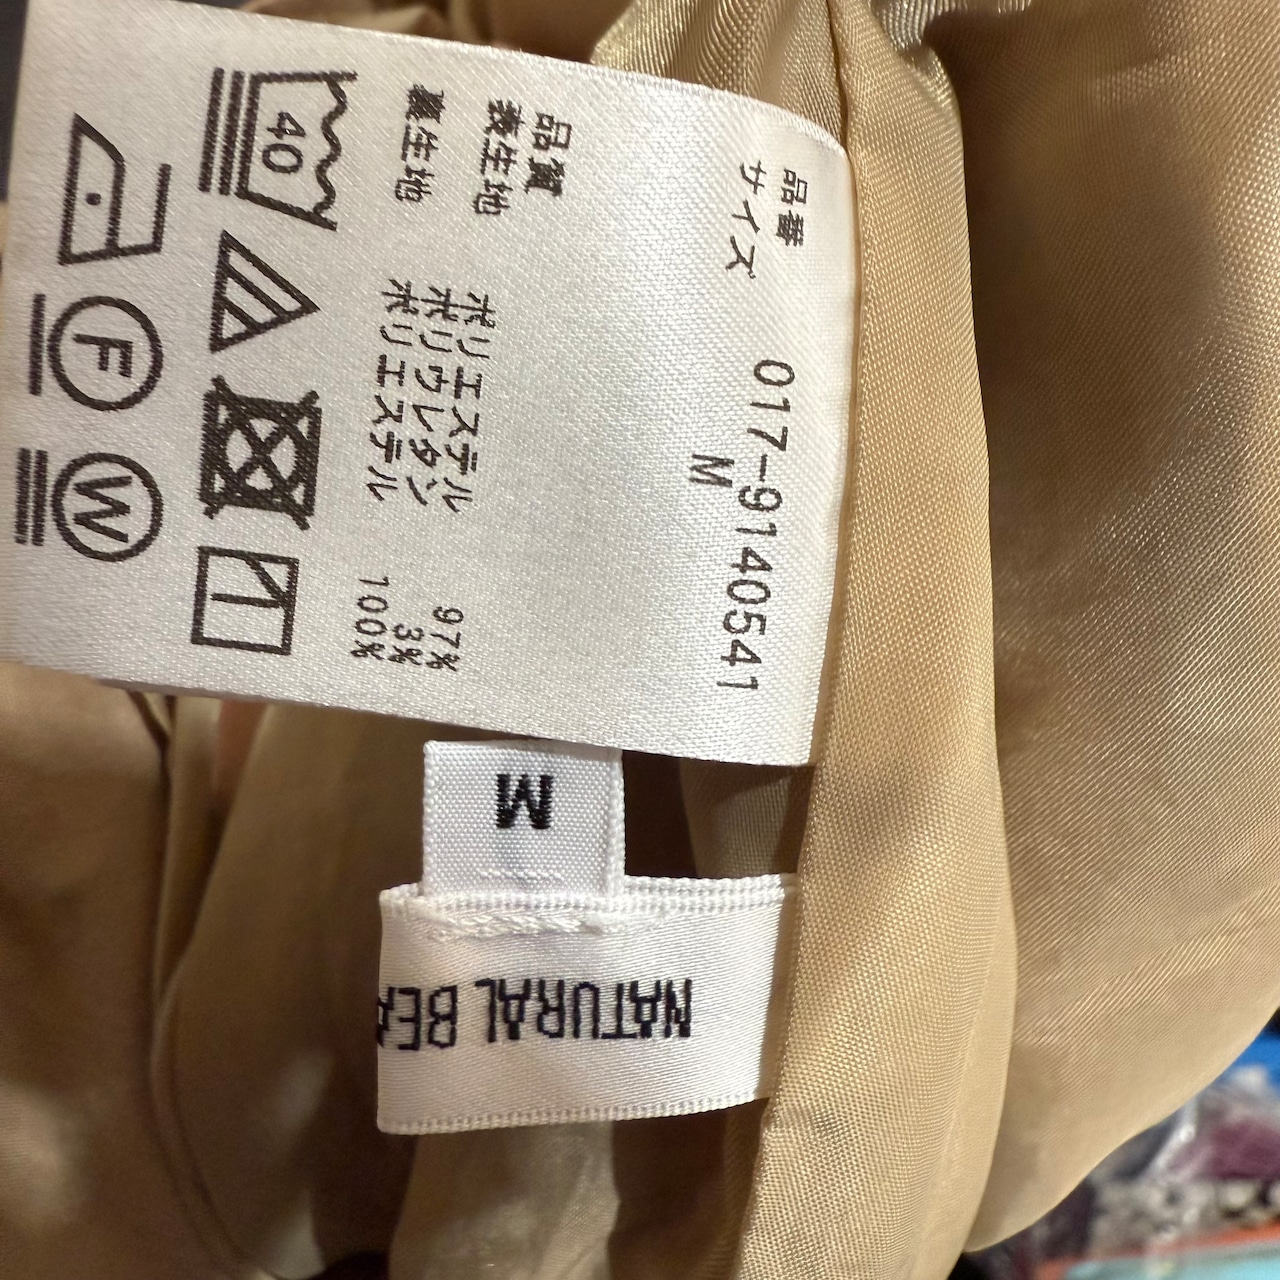 品番 017-9140541
サイズ M
品質
表生地 ポリエステル 97%
ポリウレタン 3%
裏生地 ポリエステル 100%
40
F W
M
NATURAL BEA